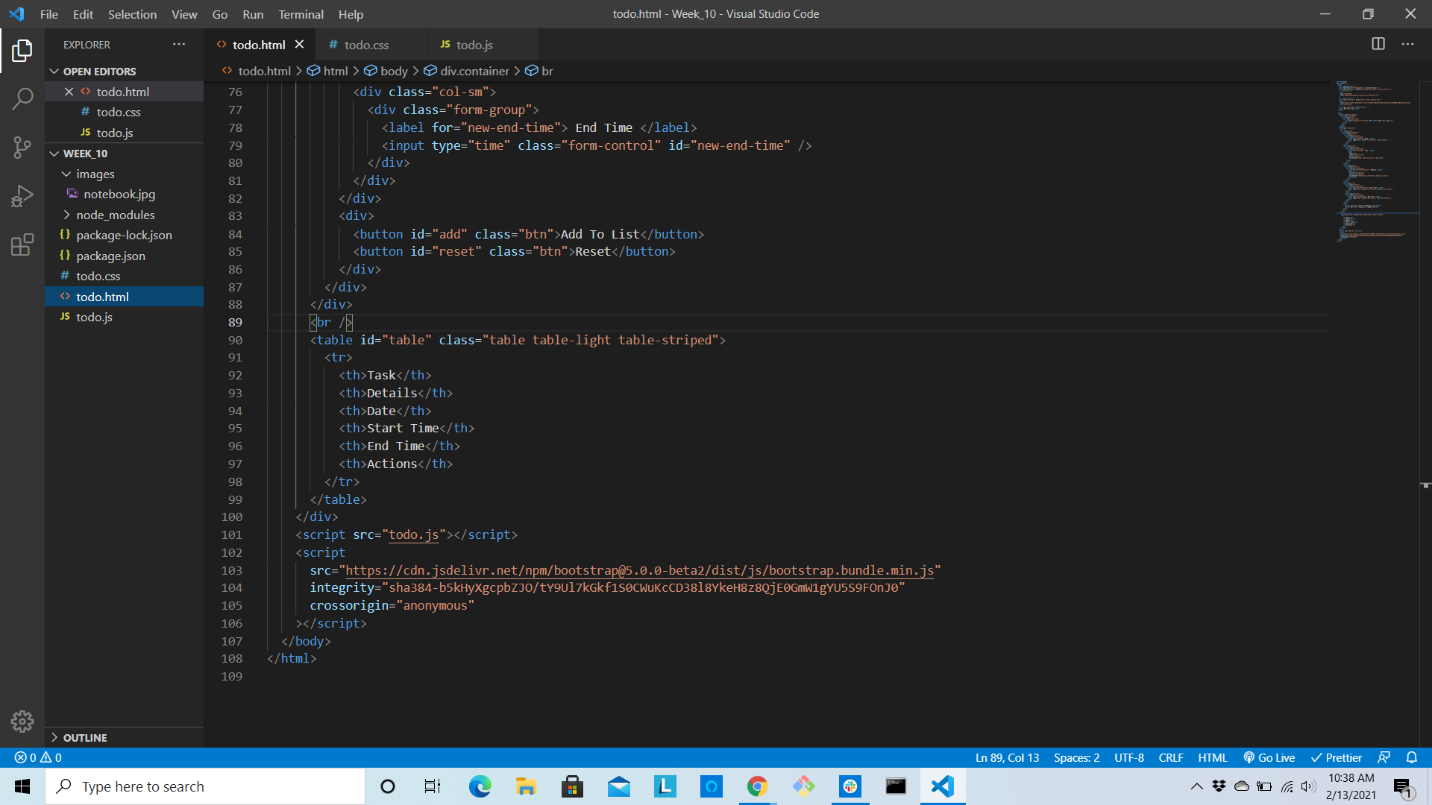 File Edit Selection View Go Run Terminal Help
todo.html - Week_10 - Visual Studio Code
EXPLORER
OPEN EDITORS
todo.html
todo.css
todo.js
WEEK_10
images
notebook.jpg
node_modules
package-lock.json
package.json
todo.css
todo.html
todo.js
OUTLINE
todo.html todo.css todo.js
todo.html > html > body > div.container > br
76 <div class="col-sm">
77 <div class="form-group">
78 <label for="new-end-time"> End Time </label>
79 <input type="time" class="form-control" id="new-end-time" />
80 </div>
81 </div>
82 </div>
83 <div>
84 <button id="add" class="btn">Add To List</button>
85 <button id="reset" class="btn">Reset</button>
86 </div>
87 </div>
88 </div>
89 <br />
90 <table id="table" class="table table-light table-striped">
91 <tr>
92 <th>Task</th>
93 <th>Details</th>
94 <th>Date</th>
95 <th>Start Time</th>
96 <th>End Time</th>
97 <th>Actions</th>
98 </tr>
99 </table>
100 </div>
101 <script src="todo.js"></script>
102 <script
103 src="https://cdn.jsdelivr.net/npm/bootstrap@5.0.0-beta2/dist/js/bootstrap.bundle.min.js"
104 integrity="sha384-b5kHyXgcpbZJO/tY9Ul7kGkf1S0CWuKcCD38l8YkeH8z8QjE0GmW1gYU5S9FOnJ0"
105 crossorigin="anonymous"
106 ></script>
107 </body>
108 </html>
109
0 0
Ln 89, Col 13 Spaces: 2 UTF-8 CRLF HTML Go Live Prettier
Type here to search
10:38 AM
2/13/2021
1